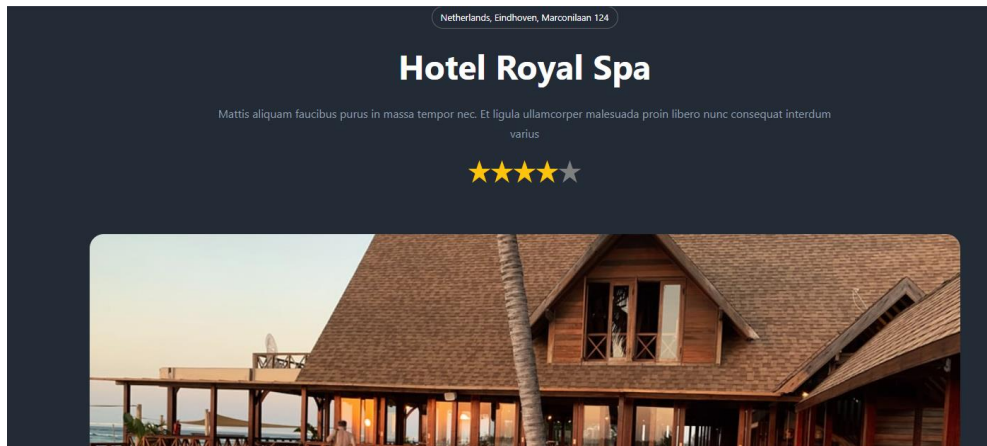 Netherlands, Eindhoven, Marconilaan 124
Hotel Royal Spa
Mattis aliquam faucibus purus in massa tempor nec. Et ligula ullamcorper malesuada proin libero nunc consequat interdum
varius